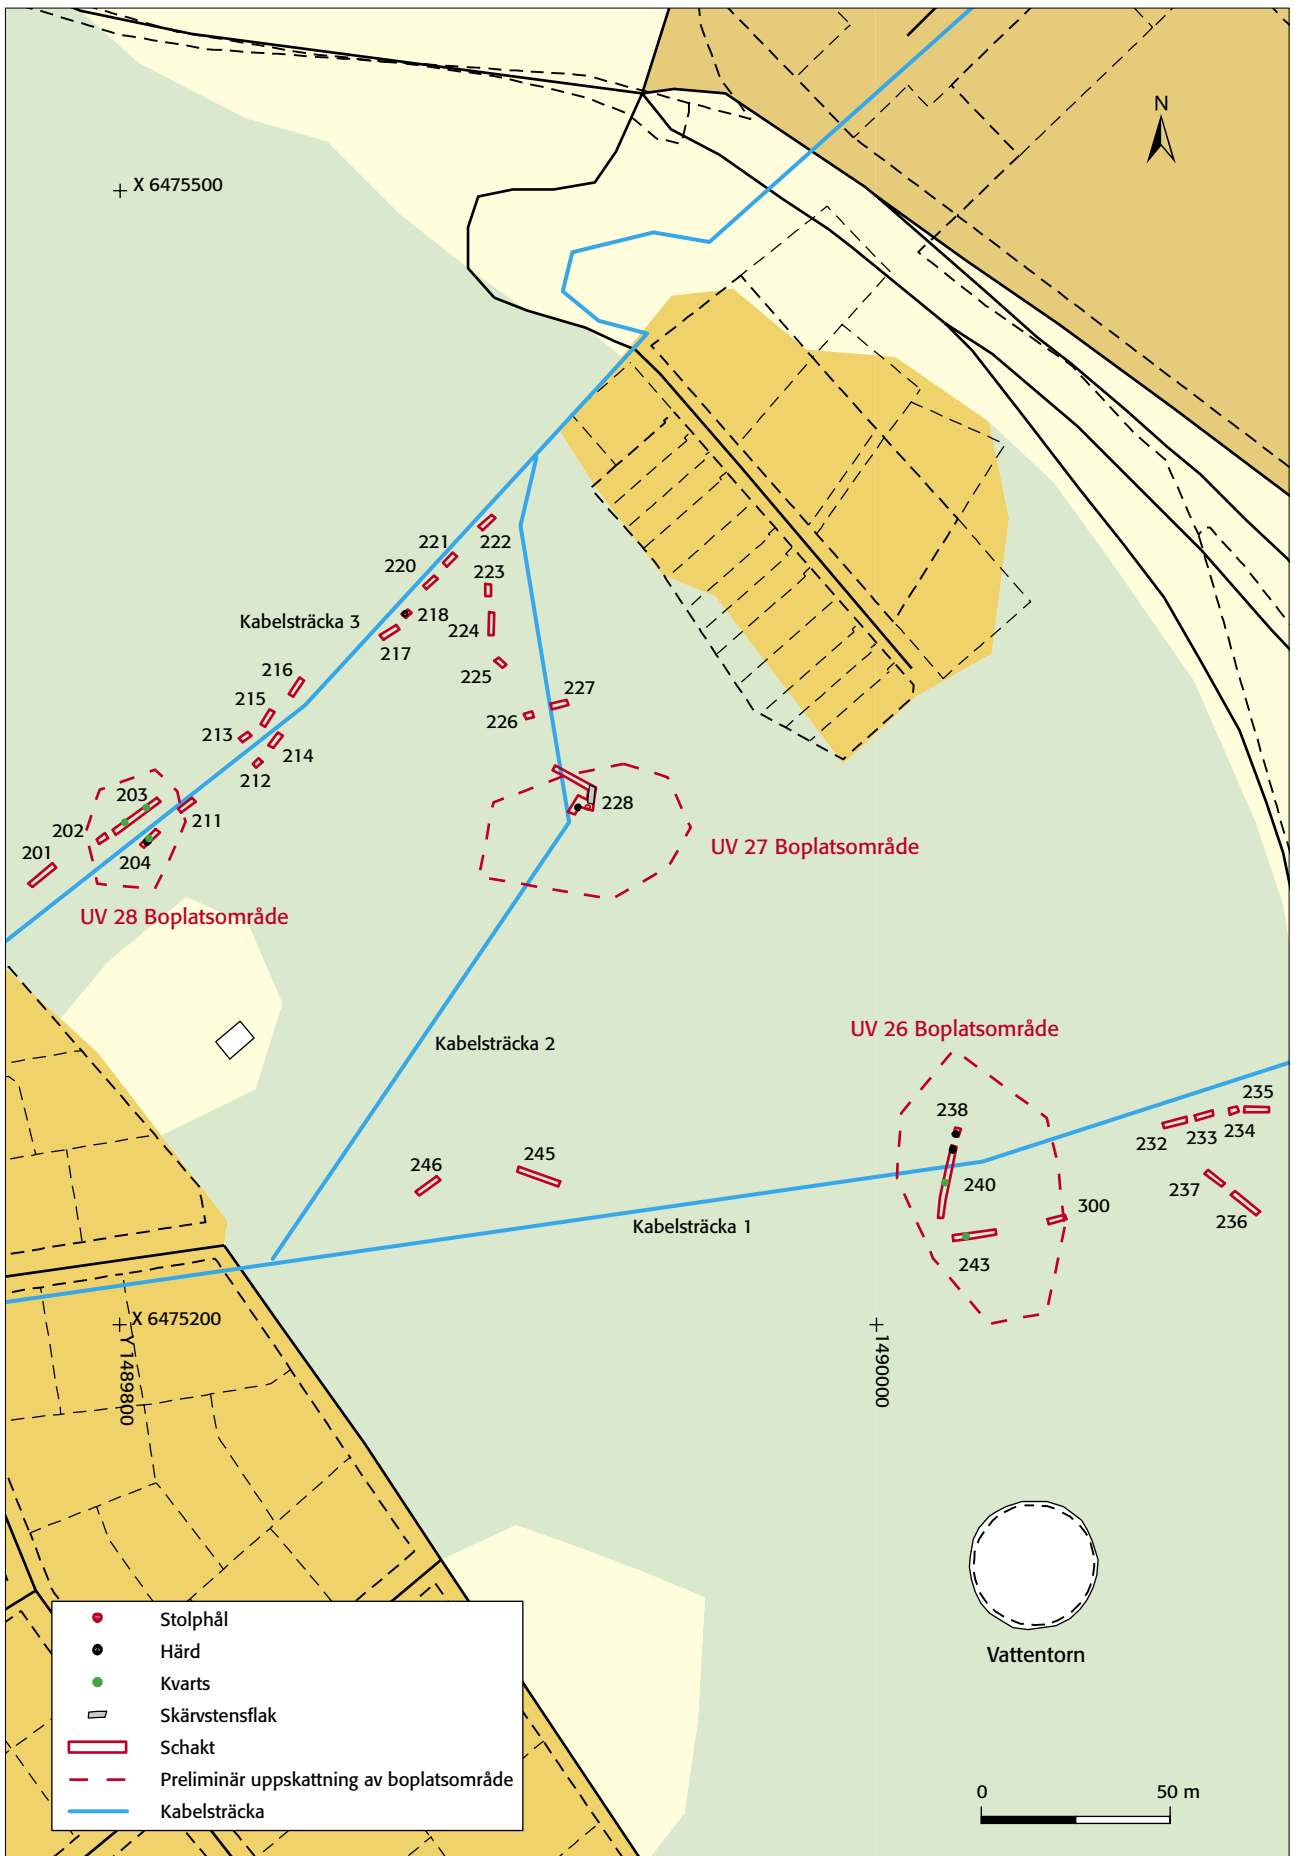 N
X 6475500
221
222
220
223
Kabelsträcka 3
218
224
217
216
225
215
227
213
226
214
212
203
228
211
202
UV 27 Boplatsområde
201
204
UV 28 Boplatsområde
UV 26 Boplatsområde
Kabelsträcka 2
235
238
232
233
234
245
246
237
240
300
236
Kabelsträcka 1
243
X 6475200
Y 1489800
1490000
Vattentorn
Stolphål
Härd
Kvarts
Skärvstensflak
Schakt
Preliminär uppskattning av boplatsområde
Kabelsträcka
0 50 m